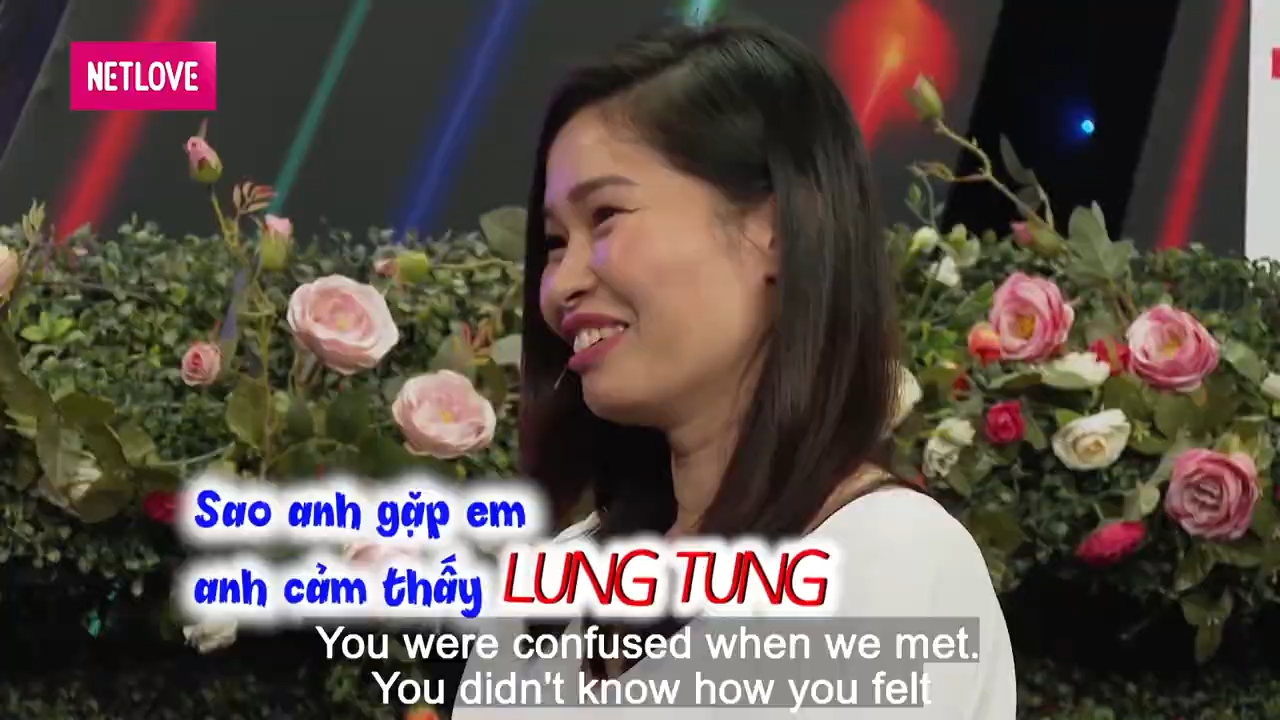 NETLOVE
Sao anh gặp em
anh cảm thấy LUNG TUNG
You were confused when we met.
You didn't know how you felt